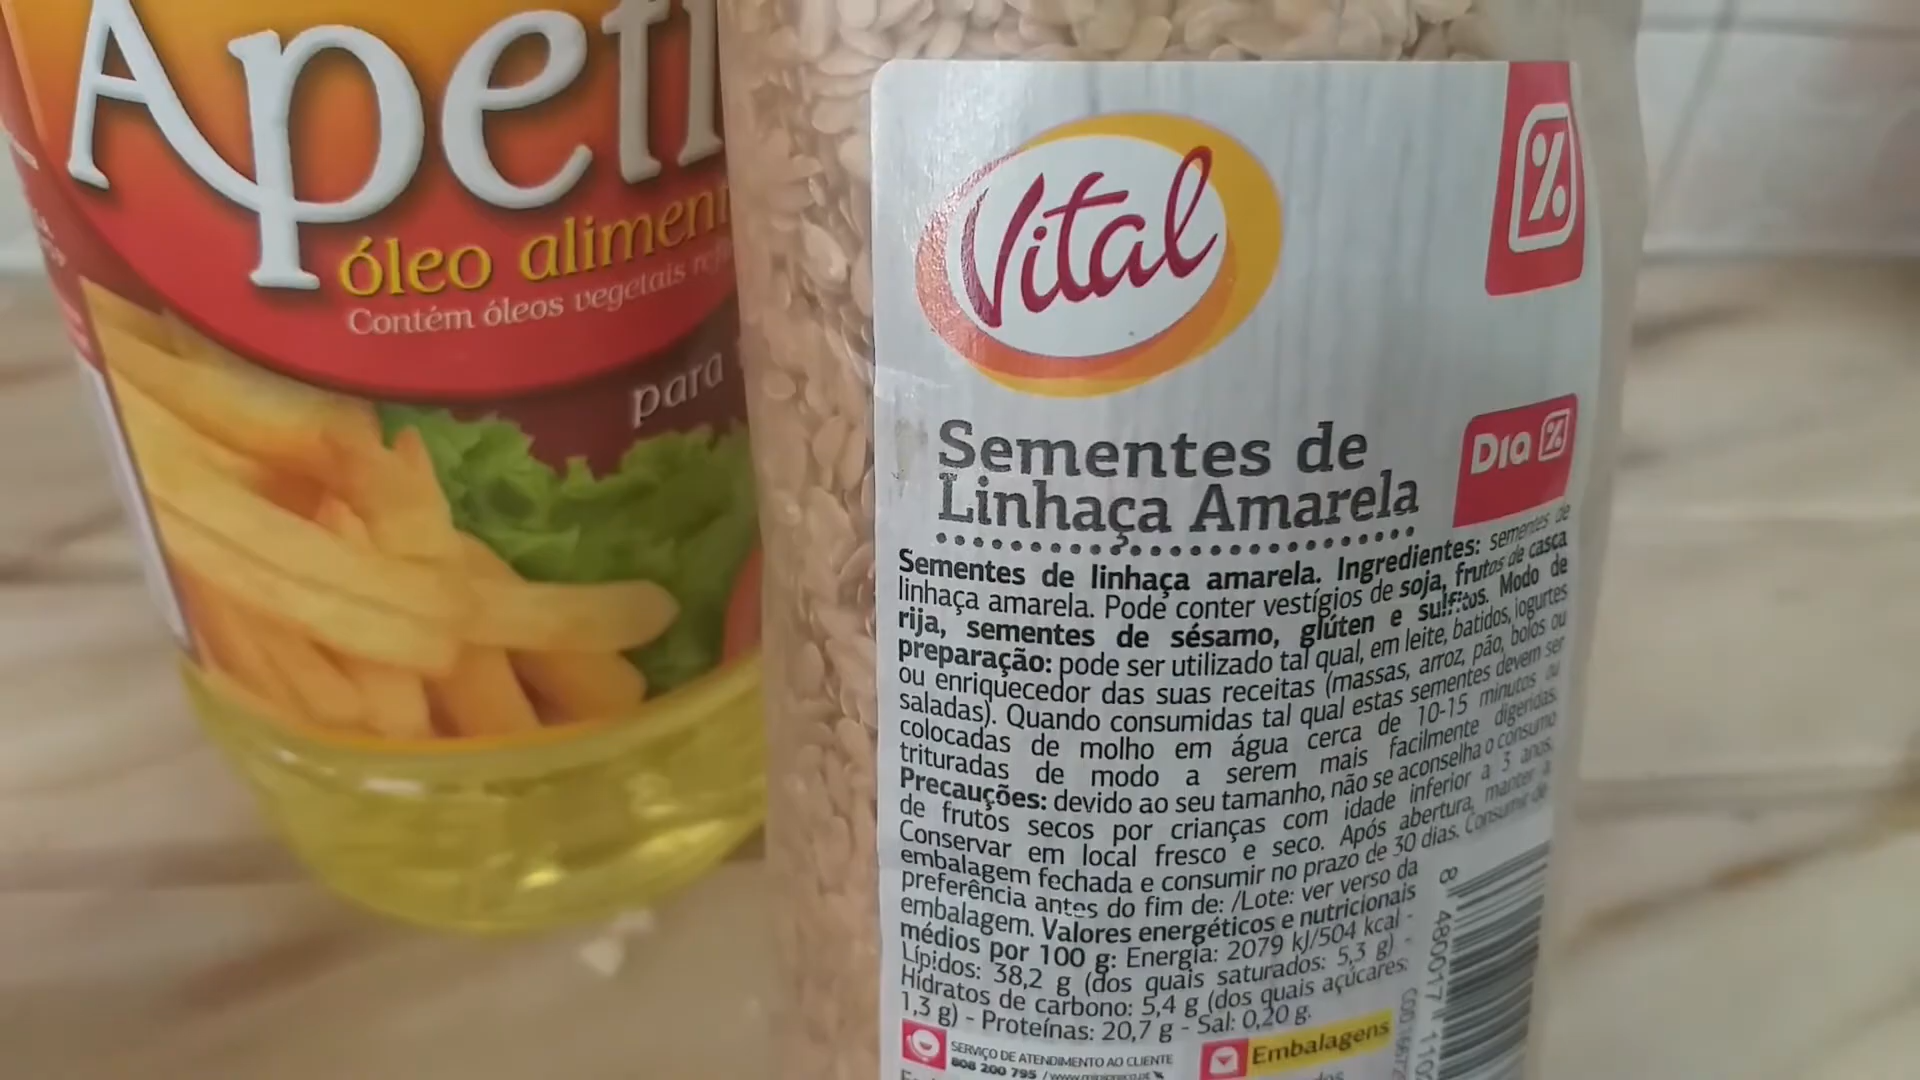 Apeti
óleo aliment
Contém óleos vegetais
para
Vital
%
Dia %
Sementes de
Linhaça Amarela
Sementes de linhaça amarela. Ingredientes: sementes de
linhaça amarela. Pode conter vestígios de soja, frutos de casca
rija, sementes de sésamo, glúten e sulfitos. Modo de
preparação: pode ser utilizado tal qual, em leite, batidos, iogurtes
ou enriquecedor das suas receitas (massas, arroz, pão, bolos ou
saladas). Quando consumidas tal qual estas sementes devem ser
colocadas de molho em água cerca de 10-15 minutos ou
trituradas de modo a serem mais facilmente digeridas.
Precauções: devido ao seu tamanho, não se aconselha o consumo
de frutos secos por crianças com idade inferior a 3 anos.
Conservar em local fresco e seco. Após abertura, manter a
embalagem fechada e consumir no prazo de 30 dias. Consumir de
preferência antes do fim de: /Lote: ver verso da
embalagem. Valores energéticos e nutricionais
médios por 100 g: Energia: 2079 kJ/504 kcal -
Lípidos: 38,2 g (dos quais saturados: 5,3 g) -
Hidratos de carbono: 5,4 g (dos quais açúcares:
1,3 g) - Proteínas: 20,7 g - Sal: 0,20 g.
SERVIÇO DE ATENDIMENTO AO CLIENTE
808 200 795
Embalagens
8 480017 110